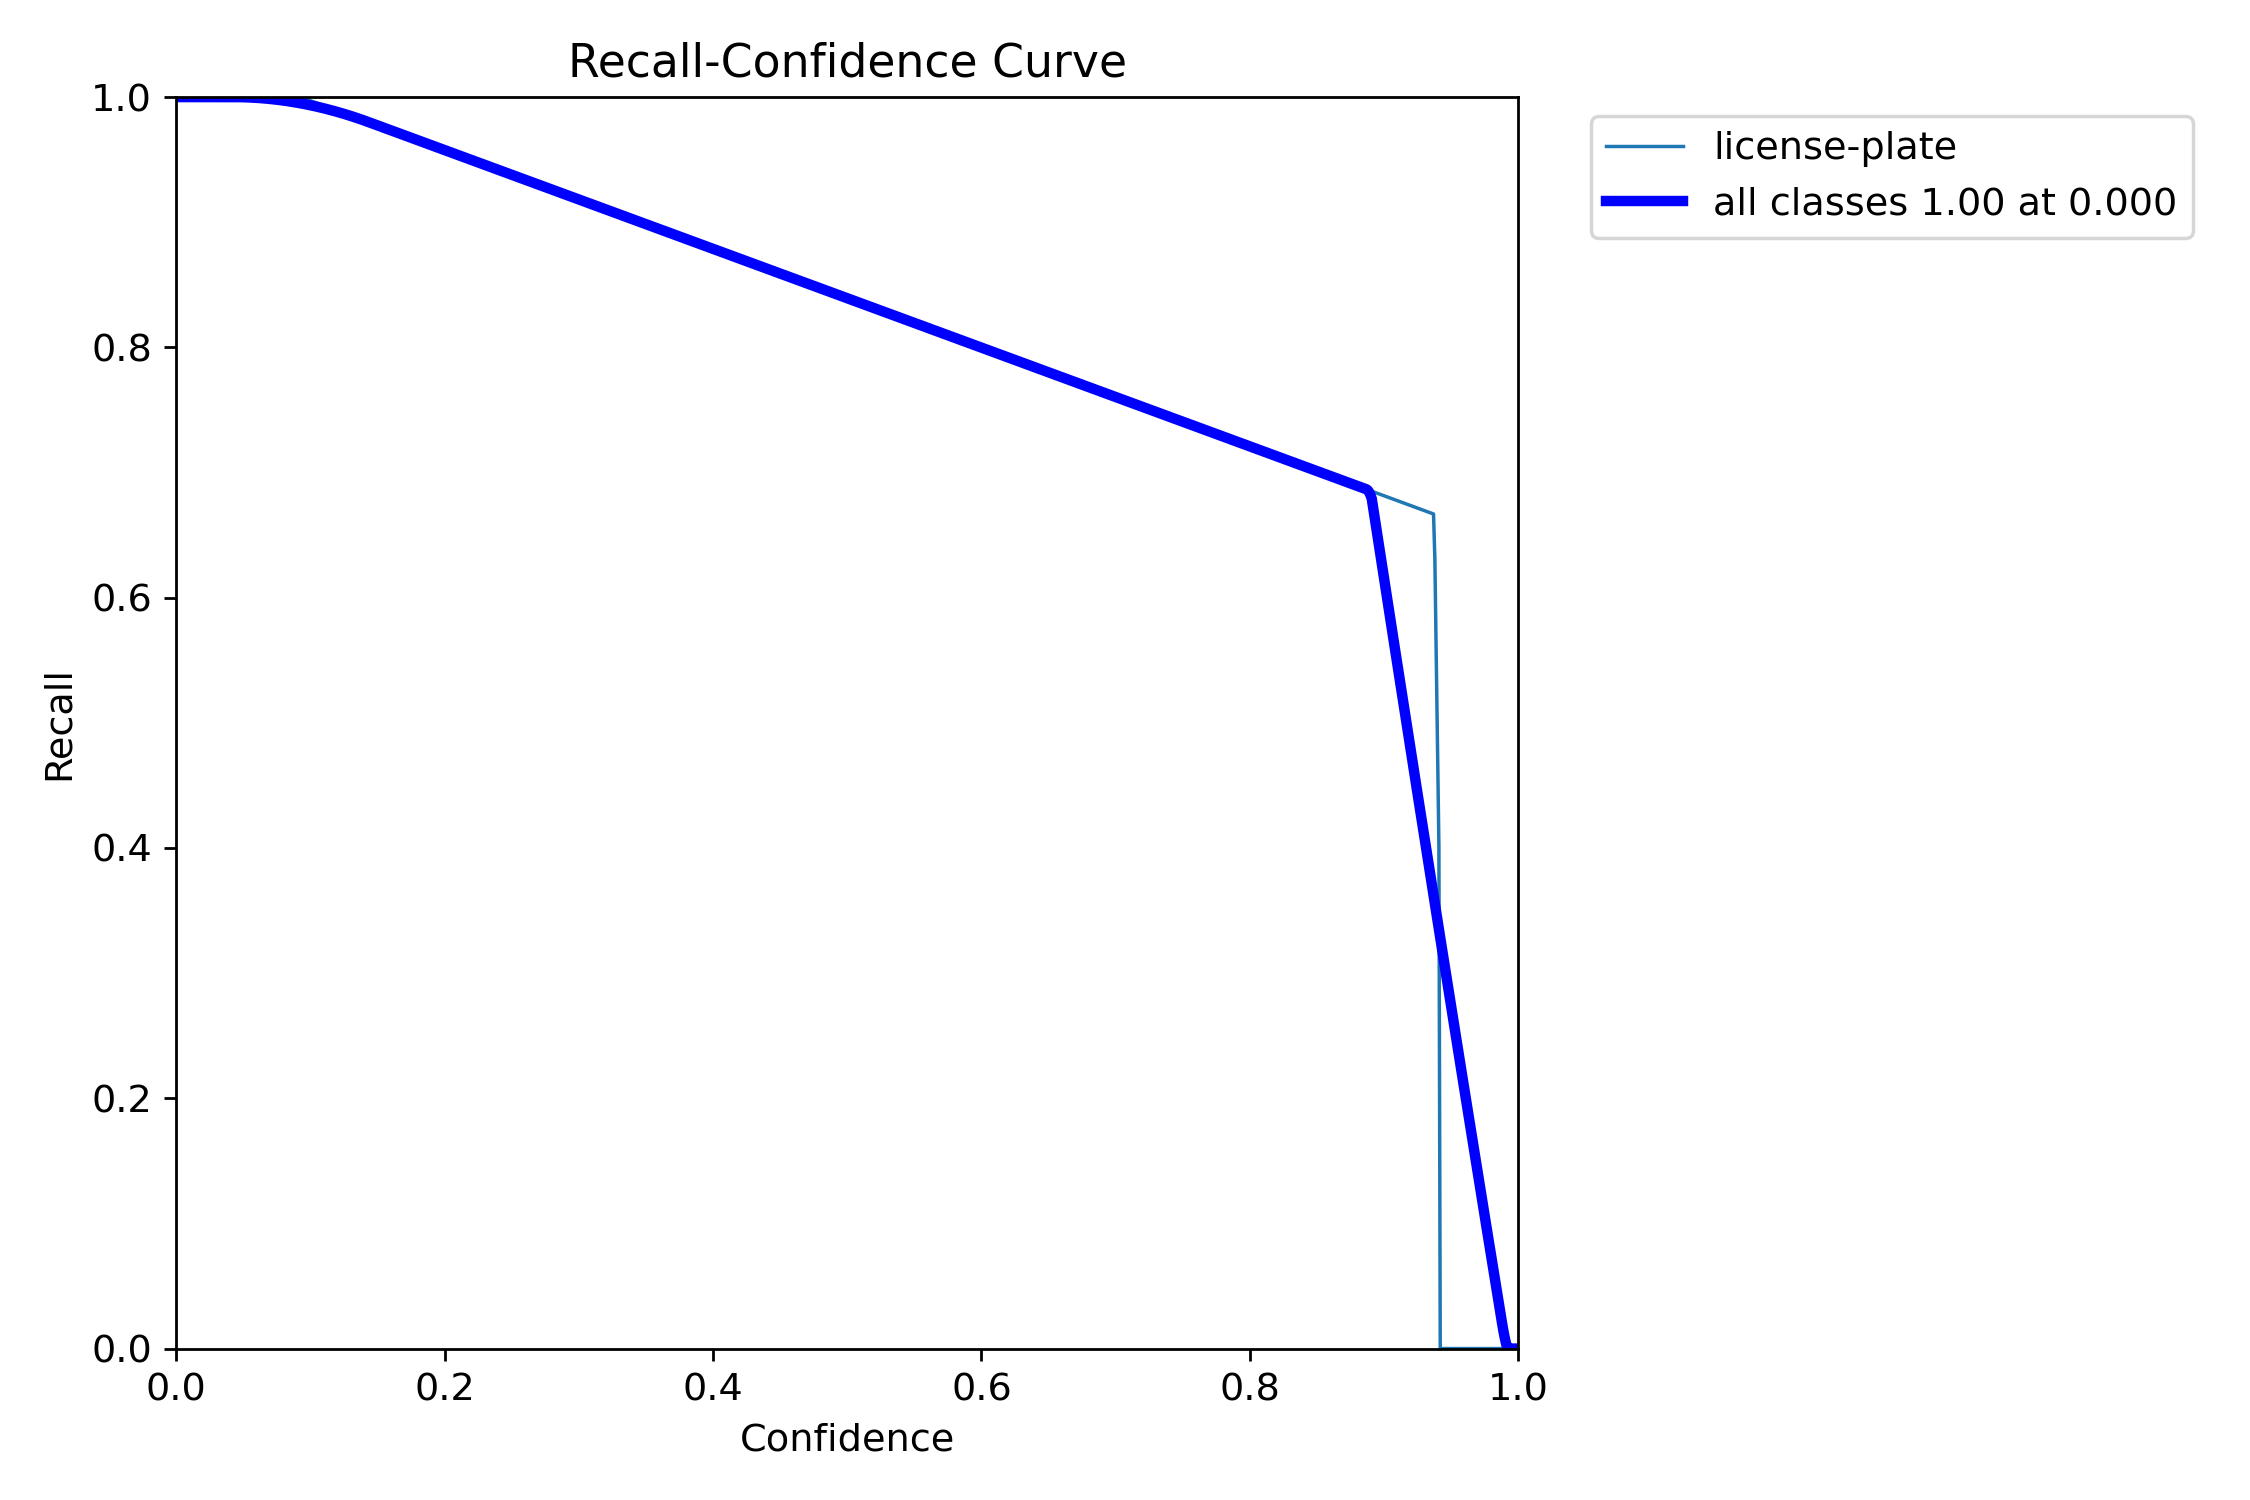 Recall-Confidence Curve
1.0
0.8
0.6
0.4
0.2
0.0
Recall
0.0 0.2 0.4 0.6 0.8 1.0
Confidence
license-plate
all classes 1.00 at 0.000